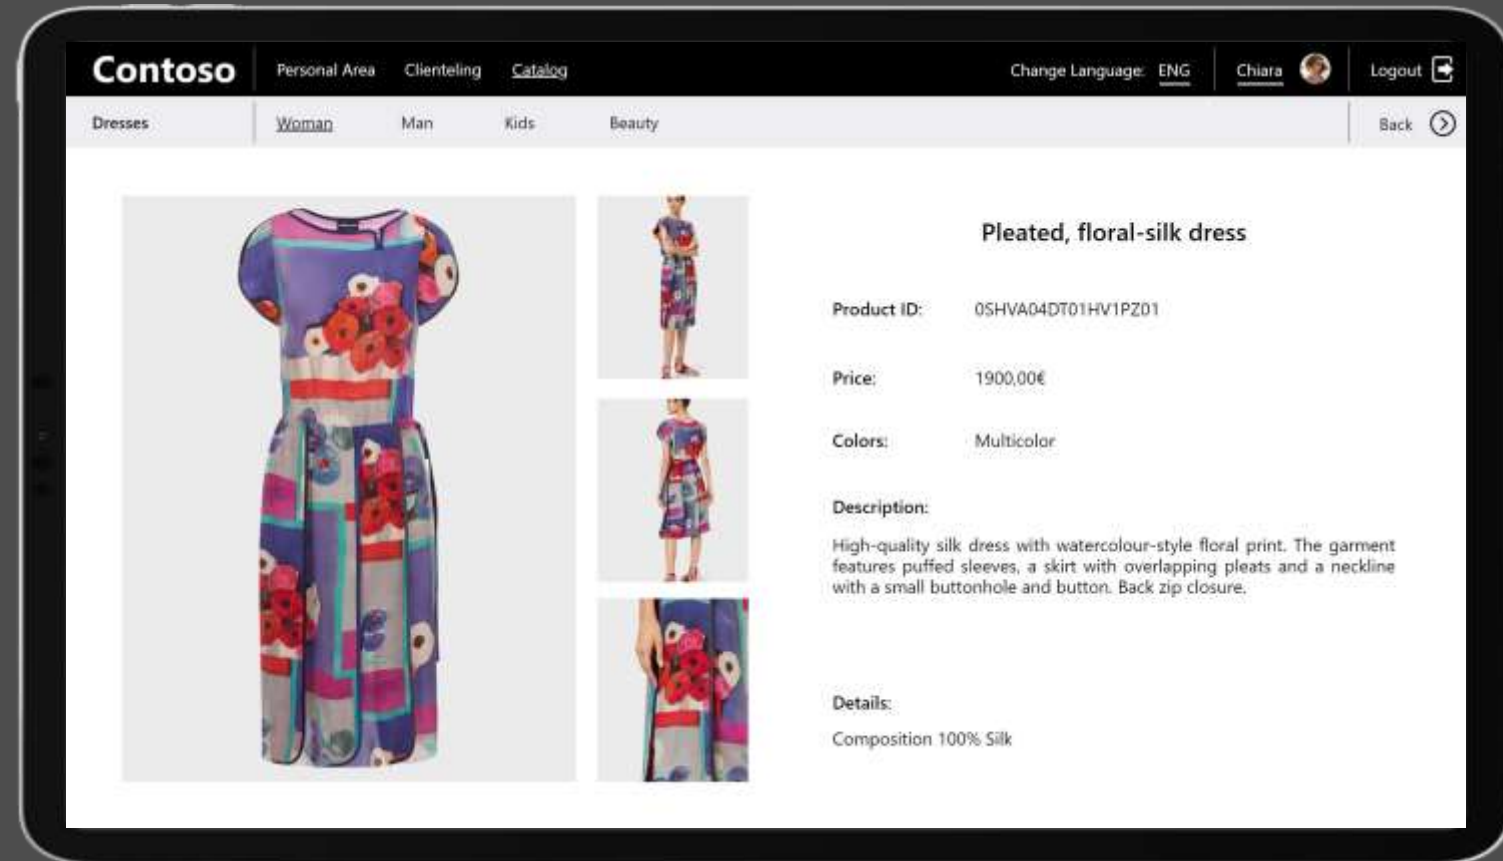 Contoso
Personal Area Clienteling Catalog
Change Language: ENG Chiara Logout
Dresses Woman Man Kids Beauty Back
Pleated, floral-silk dress
Product ID: 0SHVA04DT01HV1PZ01
Price: 1900,00€
Colors: Multicolor
Description:
High-quality silk dress with watercolour-style floral print. The garment
features puffed sleeves, a skirt with overlapping pleats and a neckline
with a small buttonhole and button. Back zip closure.
Details:
Composition 100% Silk